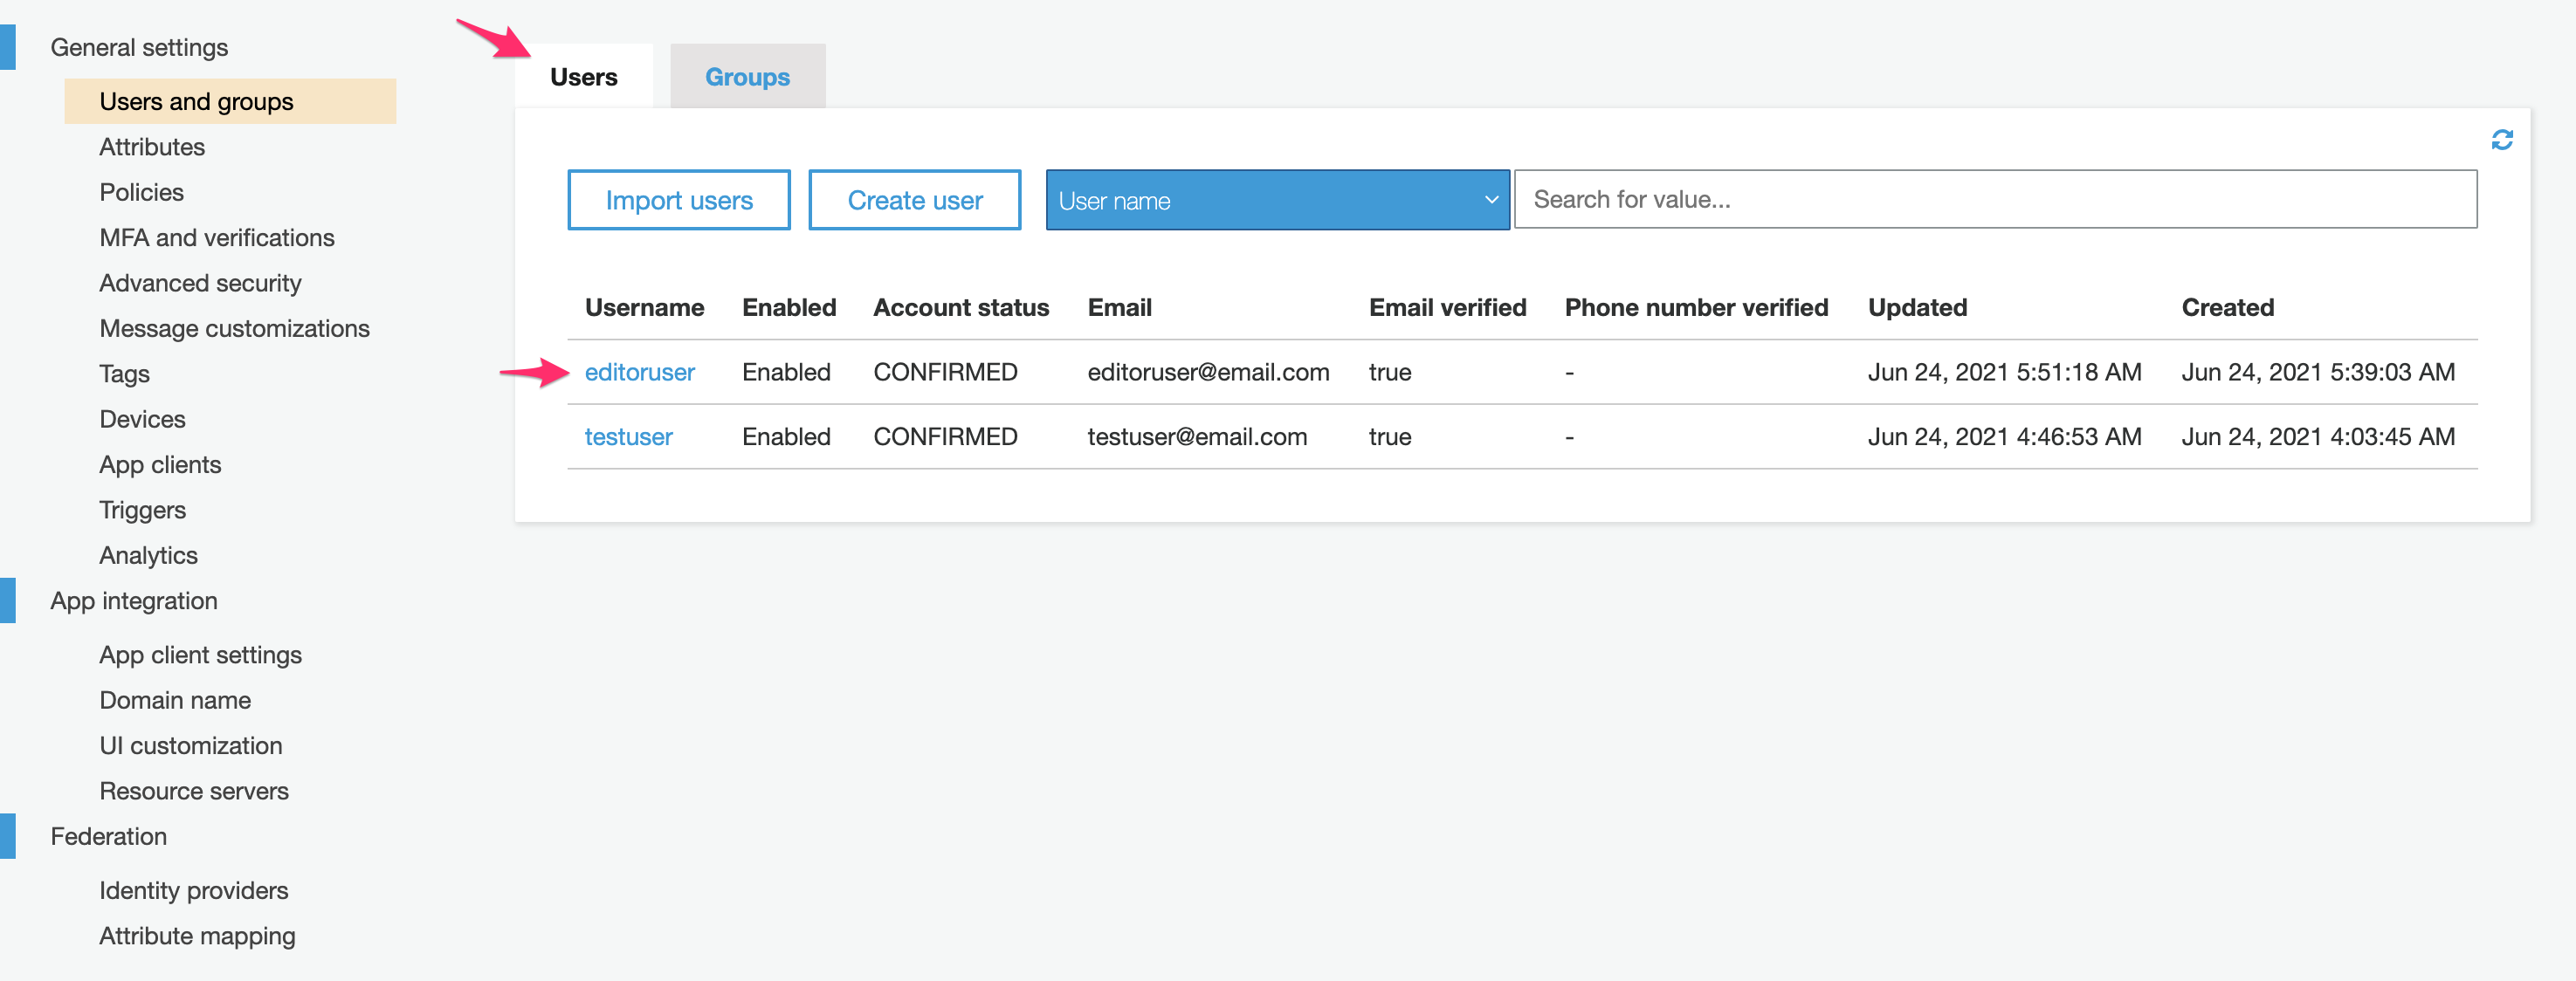 General settings
Users and groups
Attributes
Policies
MFA and verifications
Advanced security
Message customizations
Tags
Devices
App clients
Triggers
Analytics
App integration
App client settings
Domain name
UI customization
Resource servers
Federation
Identity providers
Attribute mapping
Users Groups
Import users Create user User name Search for value...
Username Enabled Account status Email Email verified Phone number verified Updated Created
editoruser Enabled CONFIRMED editoruser@email.com true - Jun 24, 2021 5:51:18 AM Jun 24, 2021 5:39:03 AM
testuser Enabled CONFIRMED testuser@email.com true - Jun 24, 2021 4:46:53 AM Jun 24, 2021 4:03:45 AM